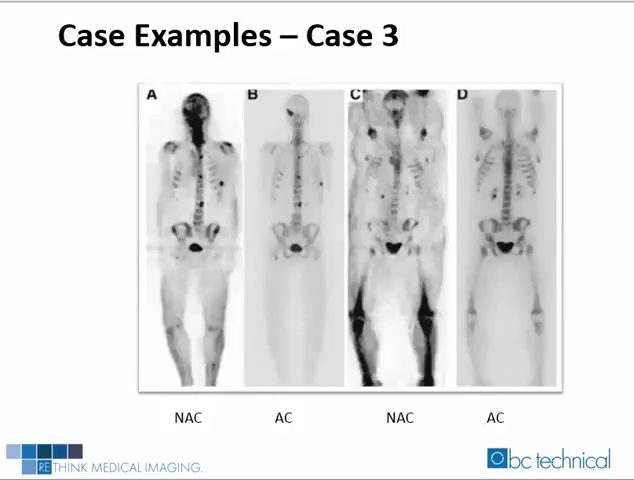 Case Examples – Case 3
A B C D
NAC AC NAC AC
RETHINK MEDICAL IMAGING.
bc technical